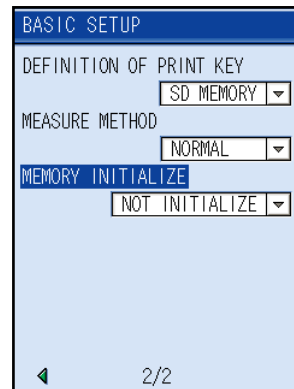 BASIC SETUP
DEFINITION OF PRINT KEY
SD MEMORY
MEASURE METHOD
NORMAL
MEMORY INITIALIZE
NOT INITIALIZE
2/2